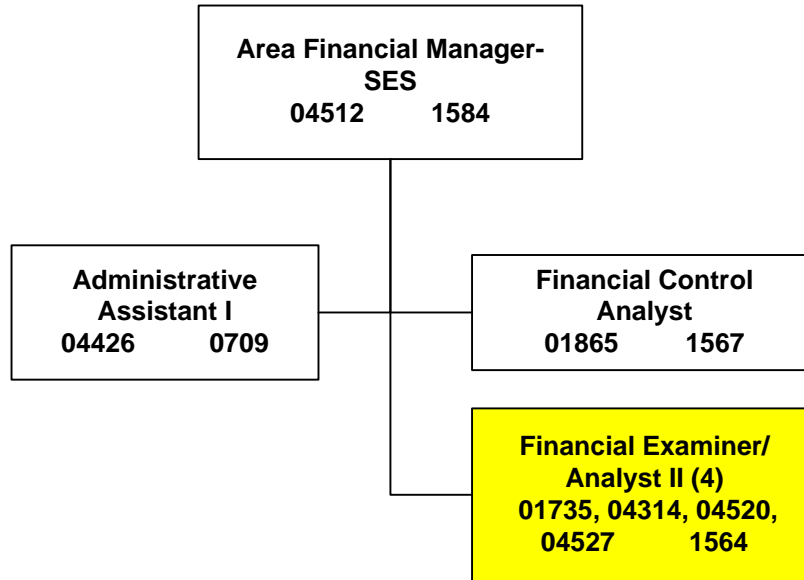 Area Financial Manager-
SES
04512 1584
Administrative
Assistant I
04426 0709
Financial Control
Analyst
01865 1567
Financial Examiner/
Analyst II (4)
01735, 04314, 04520,
04527 1564